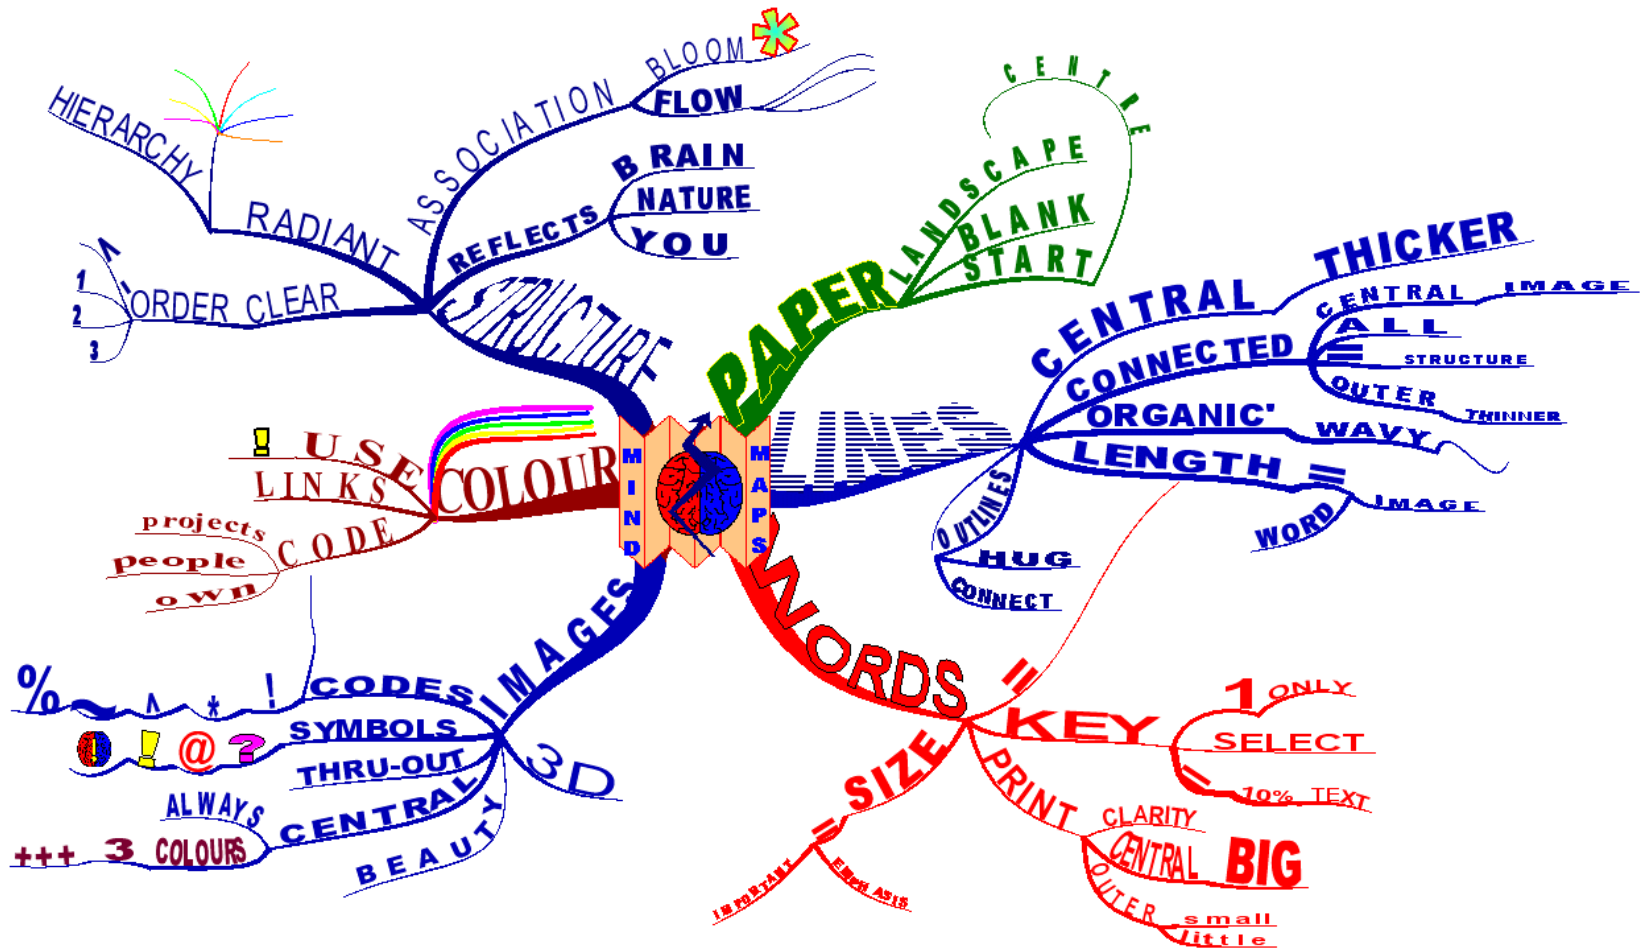 MIND
MAPS
STRUCTURE
ASSOCIATION
BLOOM
FLOW
REFLECTS
BRAIN
NATURE
YOU
RADIANT
HIERARCHY
ORDER CLEAR
1
2
3
PAPER
LANDSCAPE
BLANK
START
CENTRE
LINES
CENTRAL
THICKER
CONNECTED
CENTRAL IMAGE
ALL
= STRUCTURE
OUTER THINNER
ORGANIC'
WAVY
LENGTH =
IMAGE
WORD
OUTLINES
HUG
CONNECT
WORDS
=
KEY
1 ONLY
SELECT
= 10% TEXT
PRINT
CLARITY
CENTRAL BIG
OUTER
small
little
SIZE
=
IMPORTANT
EMPHASIS
IMAGES
3D
BEAUTY
CENTRAL
ALWAYS
+++ 3 COLOURS
THRU-OUT
SYMBOLS
! ! @ ?
CODES
% ~ ^ * !
COLOUR
USE !
LINKS
CODE
projects
people
own